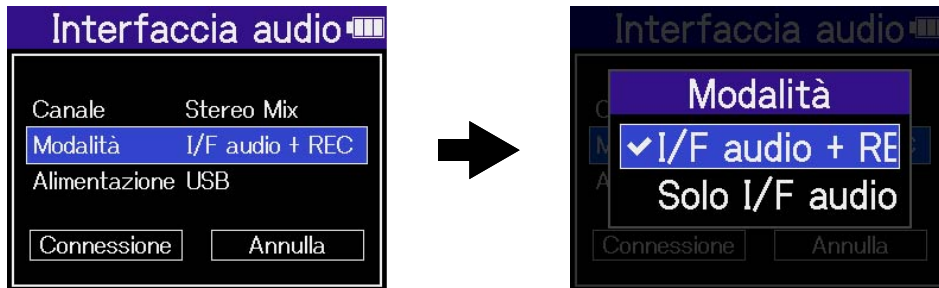 Interfaccia audio
Canale Stereo Mix
Modalità I/F audio + REC
Alimentazione USB
Connessione Annulla
Interfaccia audio
Modalità
I/F audio + RE
Solo I/F audio
Connessione Annulla